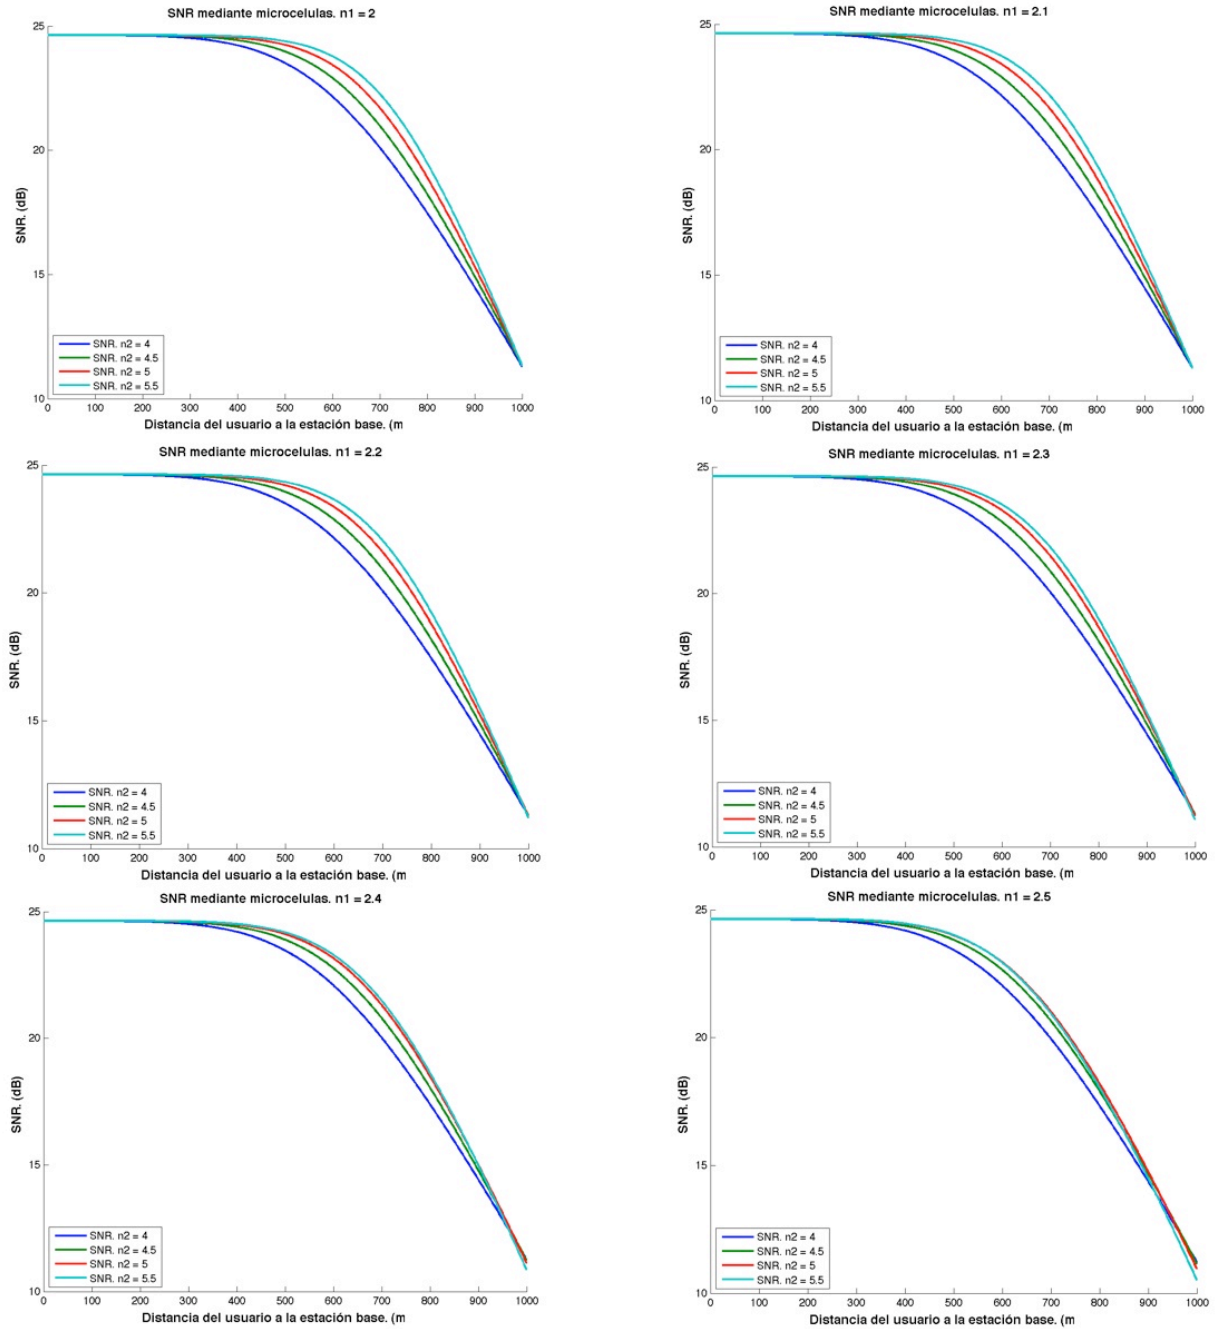 SNR mediante microcelulas. n1 = 2
25
20
15
10
SNR. (dB)
SNR. n2 = 4
SNR. n2 = 4.5
SNR. n2 = 5
SNR. n2 = 5.5
0 100 200 300 400 500 600 700 800 900 1000
Distancia del usuario a la estación base. (m
SNR mediante microcelulas. n1 = 2.1
25
20
15
10
SNR. (dB)
SNR. n2 = 4
SNR. n2 = 4.5
SNR. n2 = 5
SNR. n2 = 5.5
0 100 200 300 400 500 600 700 800 900 1000
Distancia del usuario a la estación base. (m
SNR mediante microcelulas. n1 = 2.2
25
20
15
10
SNR. (dB)
SNR. n2 = 4
SNR. n2 = 4.5
SNR. n2 = 5
SNR. n2 = 5.5
0 100 200 300 400 500 600 700 800 900 1000
Distancia del usuario a la estación base. (m
SNR mediante microcelulas. n1 = 2.3
25
20
15
10
SNR. (dB)
SNR. n2 = 4
SNR. n2 = 4.5
SNR. n2 = 5
SNR. n2 = 5.5
0 100 200 300 400 500 600 700 800 900 1000
Distancia del usuario a la estación base. (m
SNR mediante microcelulas. n1 = 2.4
25
20
15
10
SNR. (dB)
SNR. n2 = 4
SNR. n2 = 4.5
SNR. n2 = 5
SNR. n2 = 5.5
0 100 200 300 400 500 600 700 800 900 1000
Distancia del usuario a la estación base. (m
SNR mediante microcelulas. n1 = 2.5
25
20
15
10
SNR. (dB)
SNR. n2 = 4
SNR. n2 = 4.5
SNR. n2 = 5
SNR. n2 = 5.5
0 100 200 300 400 500 600 700 800 900 1000
Distancia del usuario a la estación base. (m